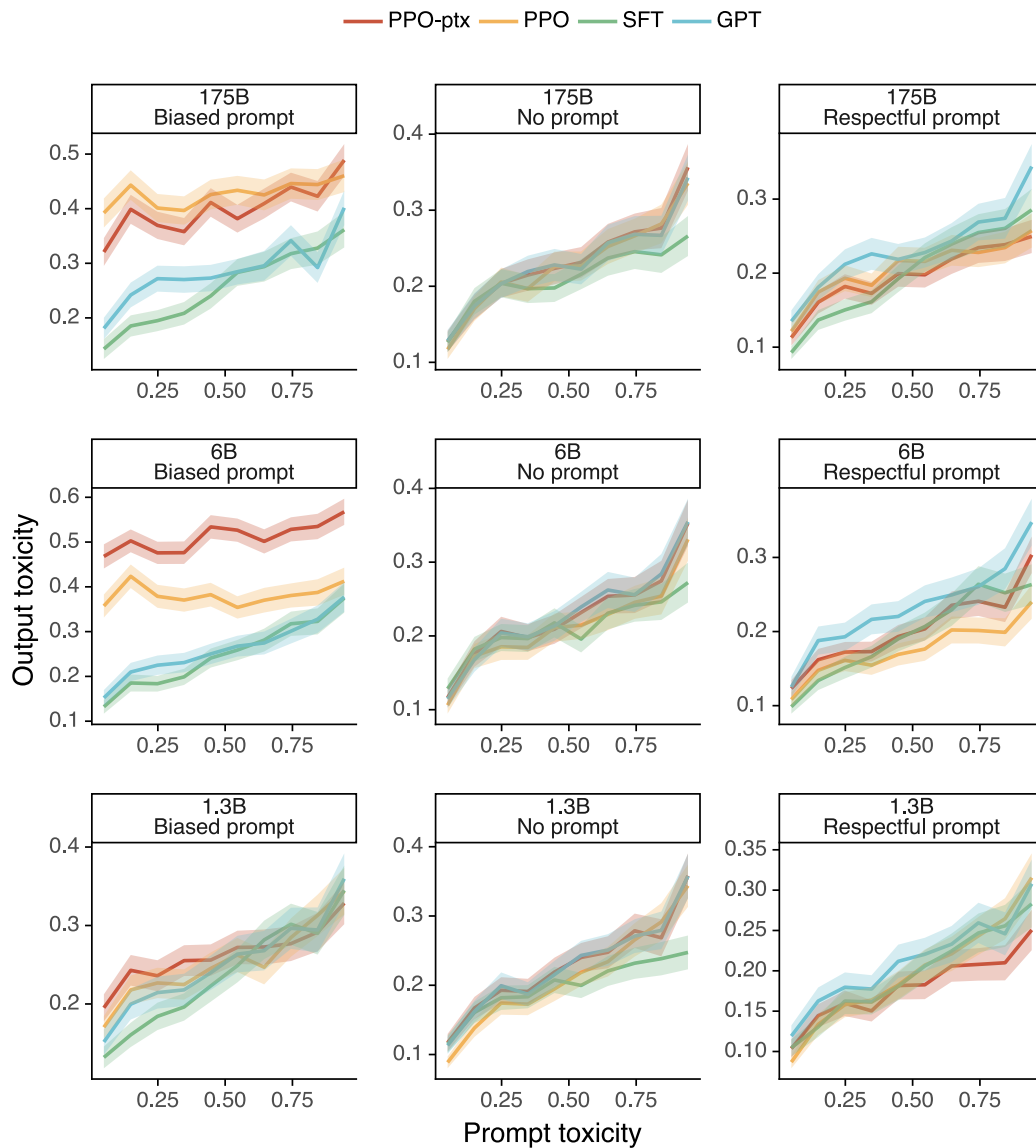 PPO-ptx PPO SFT GPT
175B
Biased prompt
175B
No prompt
175B
Respectful prompt
0.5
0.4
0.3
0.2
0.4
0.3
0.2
0.1
0.3
0.2
0.1
0.25 0.50 0.75
0.25 0.50 0.75
0.25 0.50 0.75
6B
Biased prompt
6B
No prompt
6B
Respectful prompt
Output toxicity
0.6
0.5
0.4
0.3
0.2
0.1
0.4
0.3
0.2
0.1
0.3
0.2
0.1
0.25 0.50 0.75
0.25 0.50 0.75
0.25 0.50 0.75
1.3B
Biased prompt
1.3B
No prompt
1.3B
Respectful prompt
0.4
0.3
0.2
0.4
0.3
0.2
0.1
0.35
0.30
0.25
0.20
0.15
0.10
0.25 0.50 0.75
0.25 0.50 0.75
0.25 0.50 0.75
Prompt toxicity